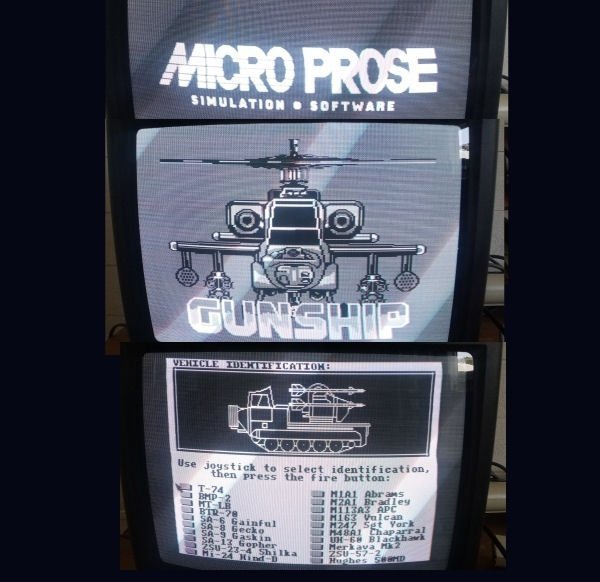 MICRO PROSE
SIMULATION ● SOFTWARE
GUNSHIP
VEHICLE IDENTIFICATION:
Use joystick to select identification,
then press the fire button:
T-74
BMP-2
MT-LB
BTR-70
SA-6 Gainful
SA-8 Gecko
SA-9 Gaskin
SA-13 Gopher
ZSU-23-4 Shilka
Mi-24 Hind-D
M1A1 Abrams
M2A1 Bradley
M113A3 APC
M163 Vulcan
M247 Sgt York
M48A1 Chaparral
UH-60 Blackhawk
Merkava Mk2
ZSU-57-2
Hughes 500MD